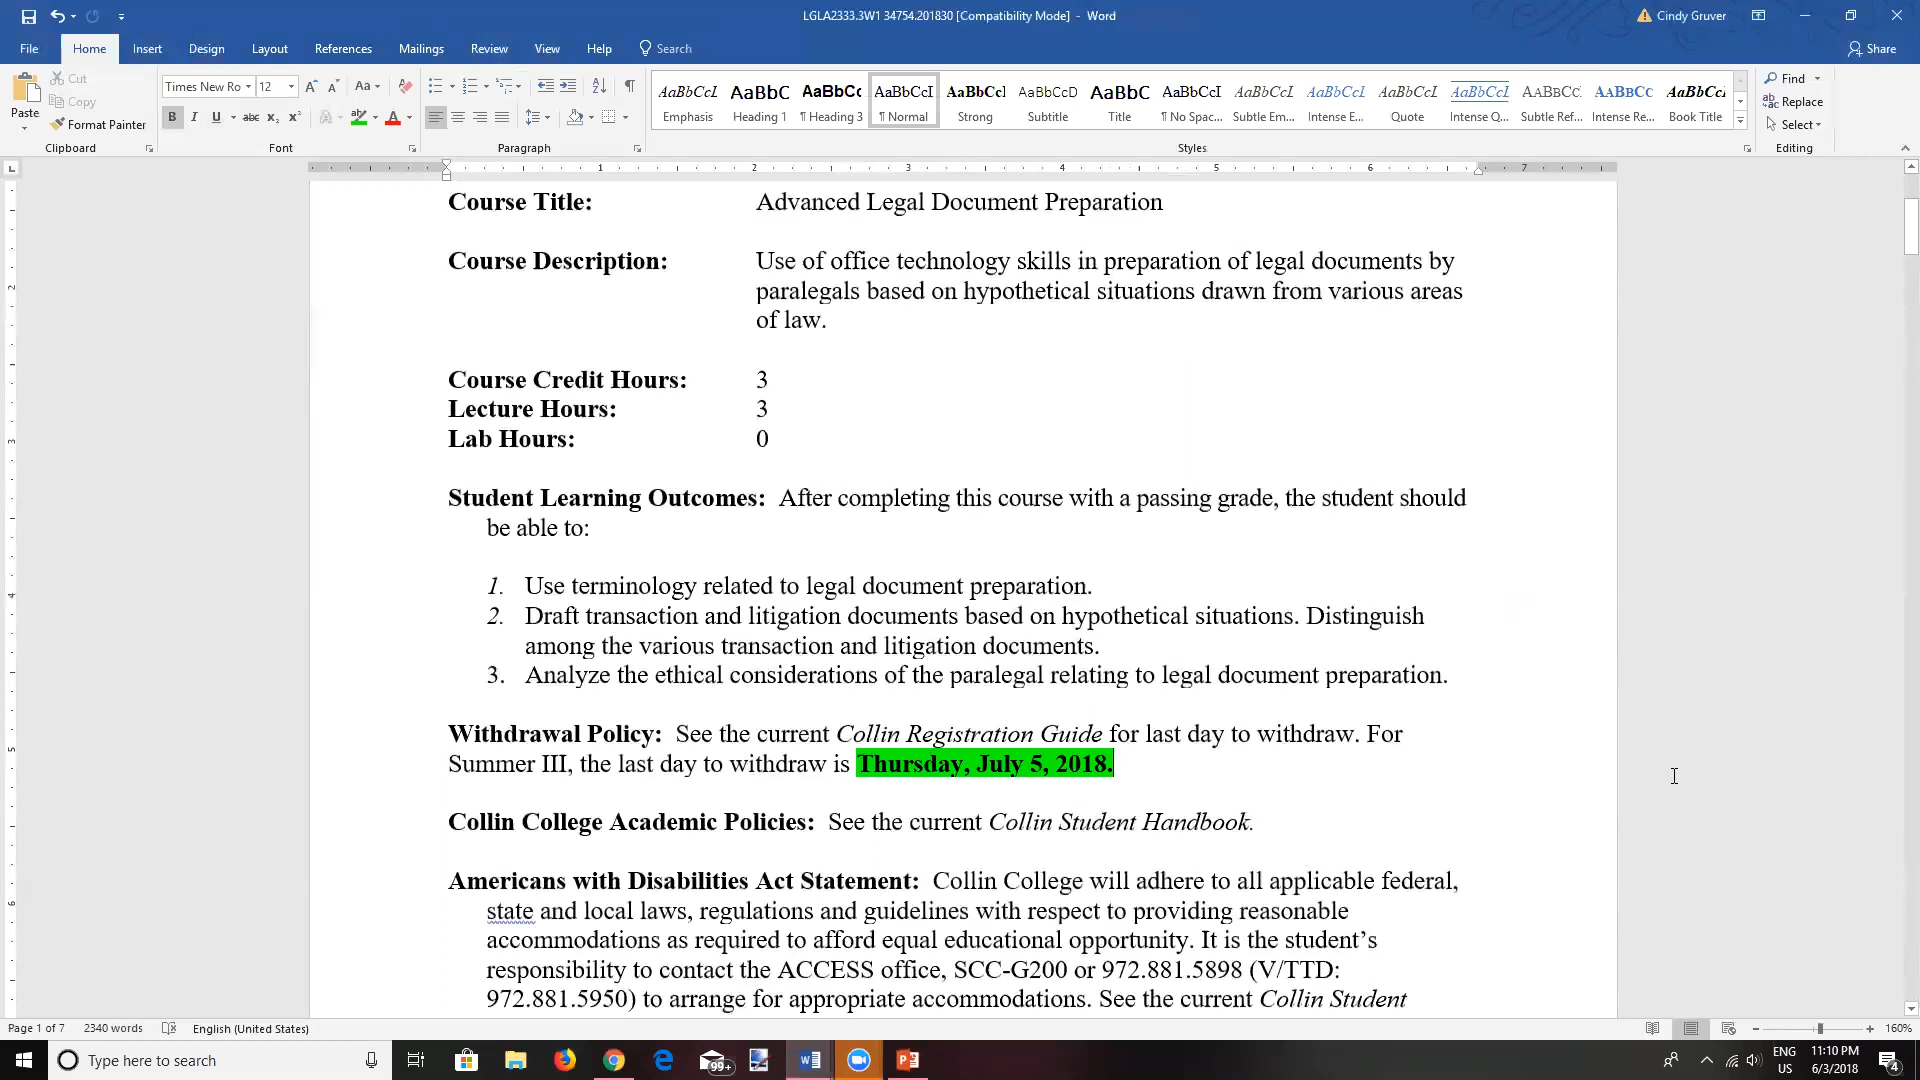 LGLA2333.3W1 34754.201830 [Compatibility Mode] - Word
Cindy Gruver
File Home Insert Design Layout References Mailings Review View Help Search
Share
Paste
Cut
Copy
Format Painter
Clipboard
Times New Ro 12
Font
Paragraph
AaBbCcI AaBbC AaBbCc AaBbCcI AaBbCcI AaBbCcD AaBbC AaBbCcI AaBbCcI AaBbCcI AaBbCcI AaBbCcI AaBbCc AaBbCc AaBbCcI
Emphasis Heading 1 ¶ Heading 3 ¶ Normal Strong Subtitle Title ¶ No Spac... Subtle Em... Intense E... Quote Intense Q... Subtle Ref... Intense Re... Book Title
Styles
Find
Replace
Select
Editing
1 2 3 4 5 6 7
Course Title: Advanced Legal Document Preparation
Course Description: Use of office technology skills in preparation of legal documents by
paralegals based on hypothetical situations drawn from various areas
of law.
Course Credit Hours: 3
Lecture Hours: 3
Lab Hours: 0
Student Learning Outcomes: After completing this course with a passing grade, the student should
be able to:
1. Use terminology related to legal document preparation.
2. Draft transaction and litigation documents based on hypothetical situations. Distinguish
among the various transaction and litigation documents.
3. Analyze the ethical considerations of the paralegal relating to legal document preparation.
Withdrawal Policy: See the current Collin Registration Guide for last day to withdraw. For
Summer III, the last day to withdraw is Thursday, July 5, 2018.
Collin College Academic Policies: See the current Collin Student Handbook.
Americans with Disabilities Act Statement: Collin College will adhere to all applicable federal,
state and local laws, regulations and guidelines with respect to providing reasonable
accommodations as required to afford equal educational opportunity. It is the student’s
responsibility to contact the ACCESS office, SCC-G200 or 972.881.5898 (V/TTD:
972.881.5950) to arrange for appropriate accommodations. See the current Collin Student
Page 1 of 7 2340 words English (United States)
160%
Type here to search
99+
ENG
US
11:10 PM
6/3/2018
4